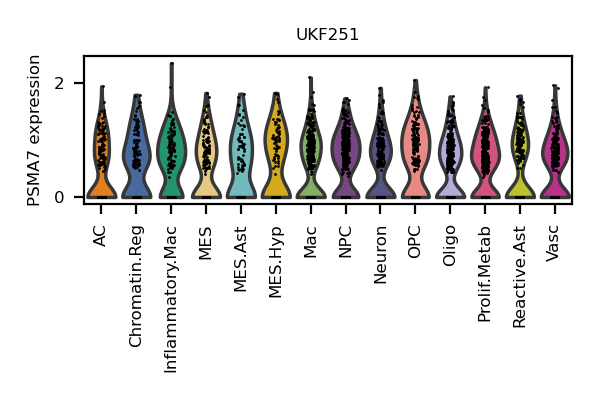 UKF251
PSMA7 expression
2
0
AC
Chromatin.Reg
Inflammatory.Mac
MES
MES.Ast
MES.Hyp
Mac
NPC
Neuron
OPC
Oligo
Prolif.Metab
Reactive.Ast
Vasc